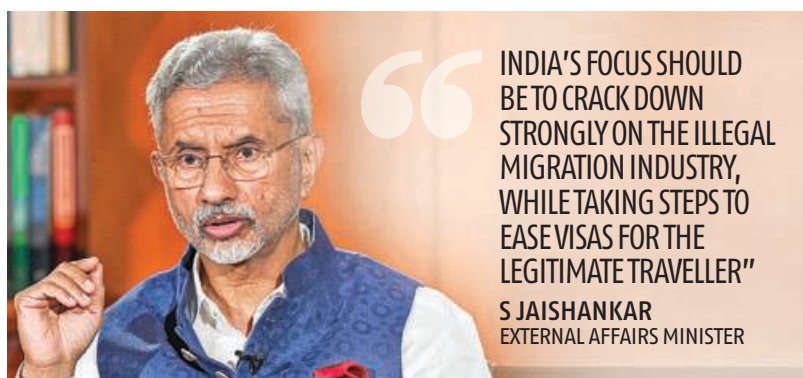 “
INDIA’S FOCUS SHOULD
BE TO CRACK DOWN
STRONGLY ON THE ILLEGAL
MIGRATION INDUSTRY,
WHILE TAKING STEPS TO
EASE VISAS FOR THE
LEGITIMATE TRAVELLER”
S JAISHANKAR
EXTERNAL AFFAIRS MINISTER